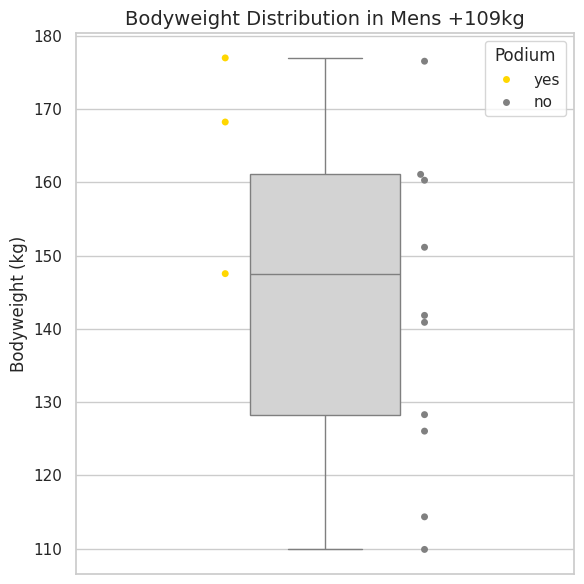 Bodyweight Distribution in Mens +109kg
Podium
yes
no
180
170
160
150
140
130
120
110
Bodyweight (kg)